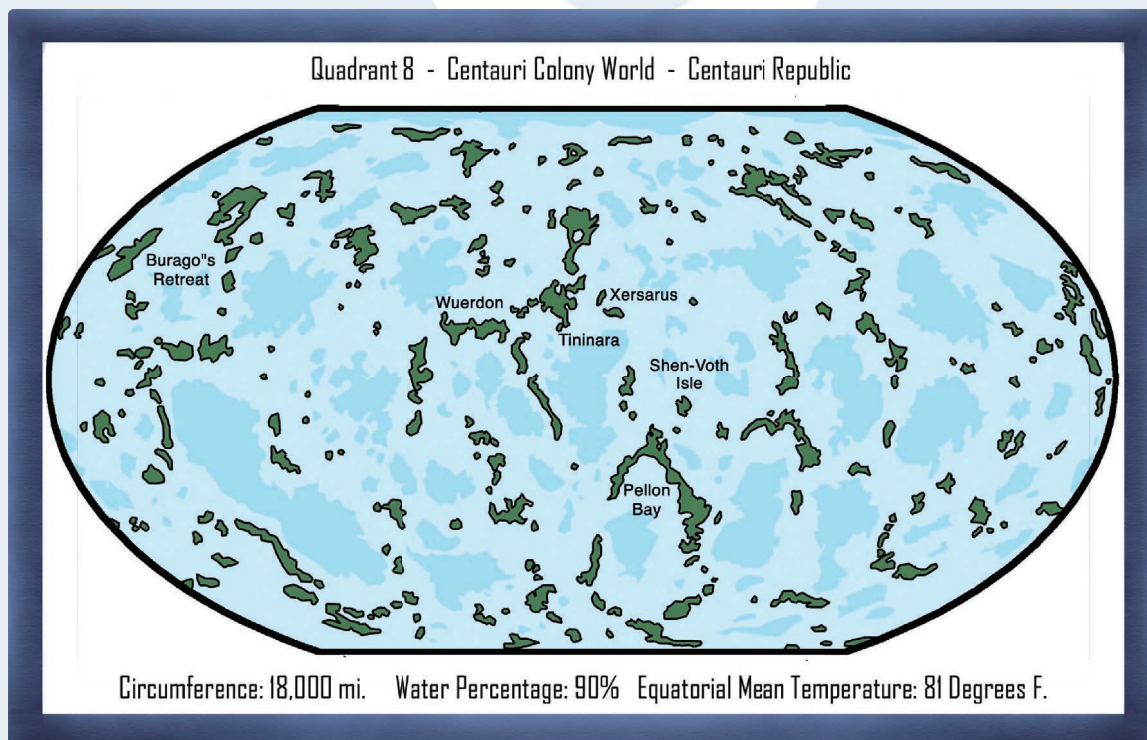 Quadrant 8 - Centauri Colony World - Centauri Republic
Burago"s
Retreat
Wuerdon
Xersarus
Tininara
Shen-Voth
Isle
Pellon
Bay
Circumference: 18,000 mi. Water Percentage: 90% Equatorial Mean Temperature: 81 Degrees F.